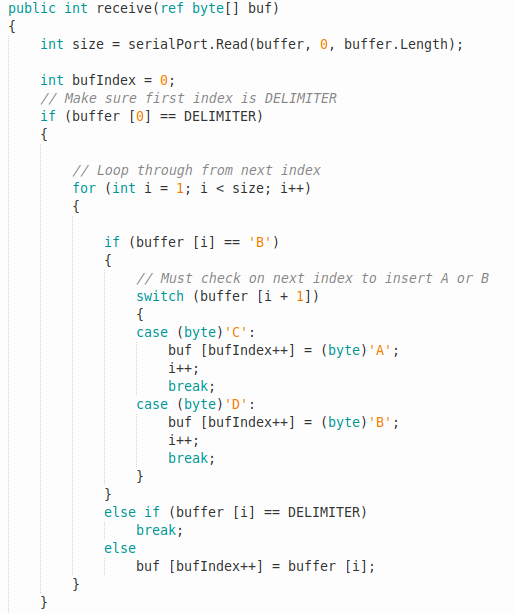 public int receive(ref byte[] buf)
{
    int size = serialPort.Read(buffer, 0, buffer.Length);

    int bufIndex = 0;
    // Make sure first index is DELIMITER
    if (buffer [0] == DELIMITER)
    {

        // Loop through from next index
        for (int i = 1; i < size; i++)
        {

            if (buffer [i] == 'B')
            {
                // Must check on next index to insert A or B
                switch (buffer [i + 1])
                {
                case (byte)'C':
                    buf [bufIndex++] = (byte)'A';
                    i++;
                    break;
                case (byte)'D':
                    buf [bufIndex++] = (byte)'B';
                    i++;
                    break;
                }
            }
            else if (buffer [i] == DELIMITER)
                break;
            else
                buf [bufIndex++] = buffer [i];
        }
    }